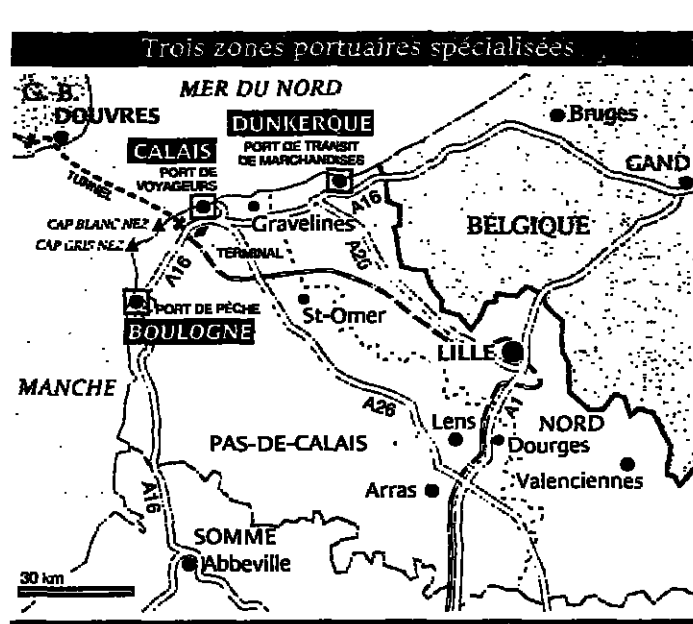 Trois zones portuaires spécialisées
G.-B.
DOUVRES
MER DU NORD
DUNKERQUE
PORT DE TRANSIT
DE MARCHANDISES
Bruges
GAND
CALAIS
PORT DE
VOYAGEURS
TUNNEL
CAP BLANC NEZ
CAP GRIS NEZ
Gravelines
A16
BELGIQUE
TERMINAL
A16
PORT DE PÊCHE
BOULOGNE
St-Omer
LILLE
MANCHE
A26
A1
Lens
NORD
Dourges
PAS-DE-CALAIS
Valenciennes
Arras
A16
SOMME
Abbeville
30 km